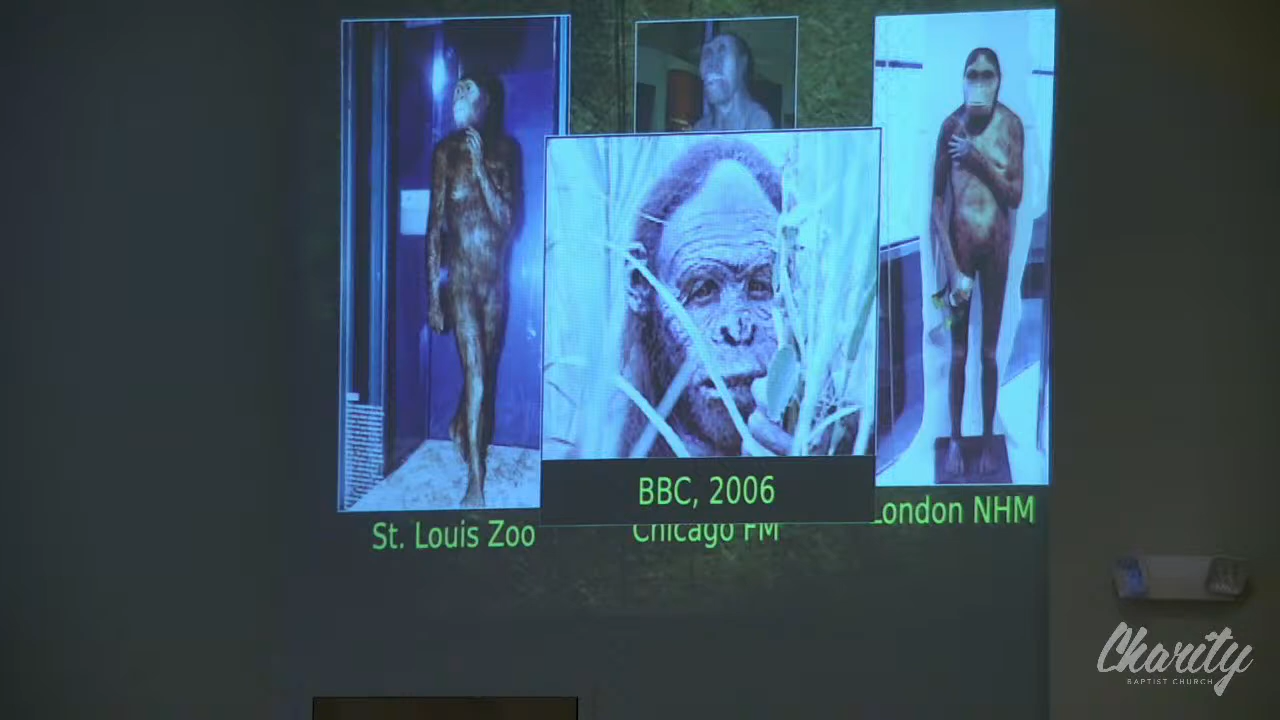 BBC, 2006
St. Louis Zoo
Chicago FM
London NHM
Charity
BAPTIST CHURCH